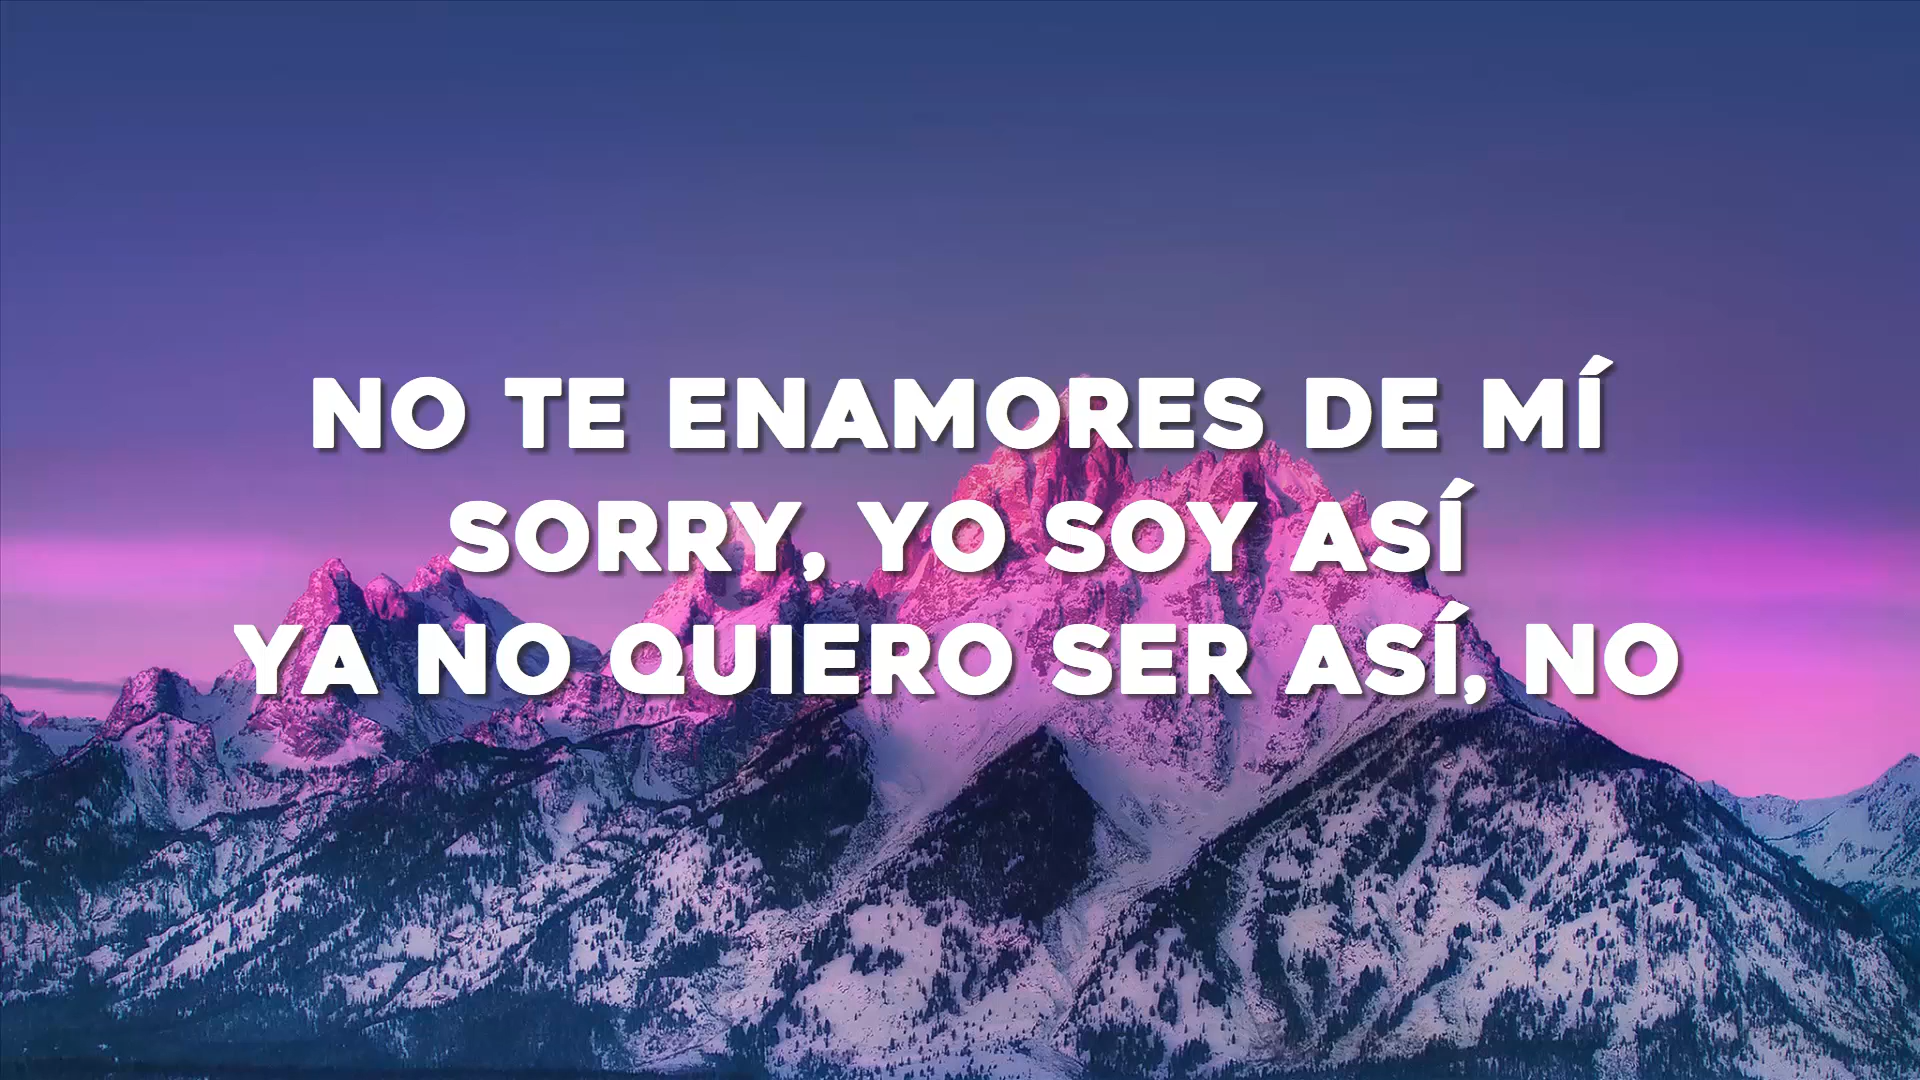 NO TE ENAMORES DE MÍ
SORRY, YO SOY ASÍ
YA NO QUIERO SER ASÍ, NO